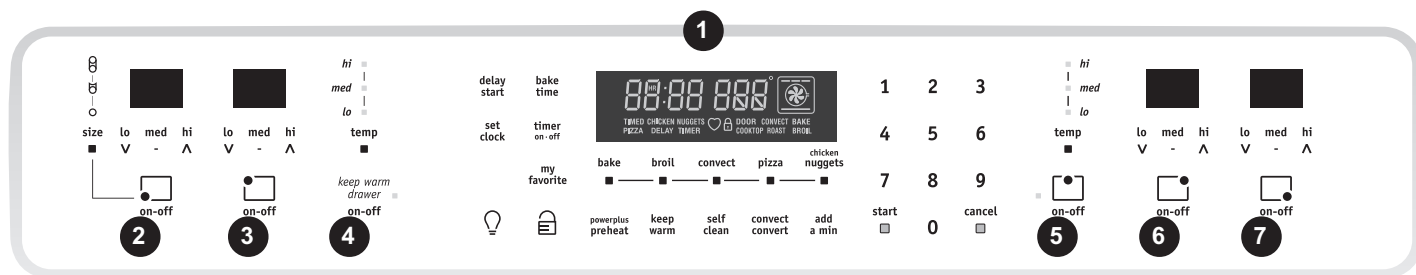 1
size
lo med hi
on-off
2
lo med hi
on-off
3
hi
med
lo
temp
keep warm
drawer
on-off
4
delay
start
bake
time
set
clock
timer
on-off
my
favorite
88:88 888°
HR
TIMED CHICKEN NUGGETS DOOR CONVECT BAKE
PIZZA DELAY TIMER COOKTOP ROAST BROIL
bake
broil
convect
pizza
chicken
nuggets
powerplus
preheat
keep
warm
self
clean
convect
convert
add
a min
1 2 3
4 5 6
7 8 9
start 0 cancel
hi
med
lo
temp
on-off
5
lo med hi
on-off
6
lo med hi
on-off
7